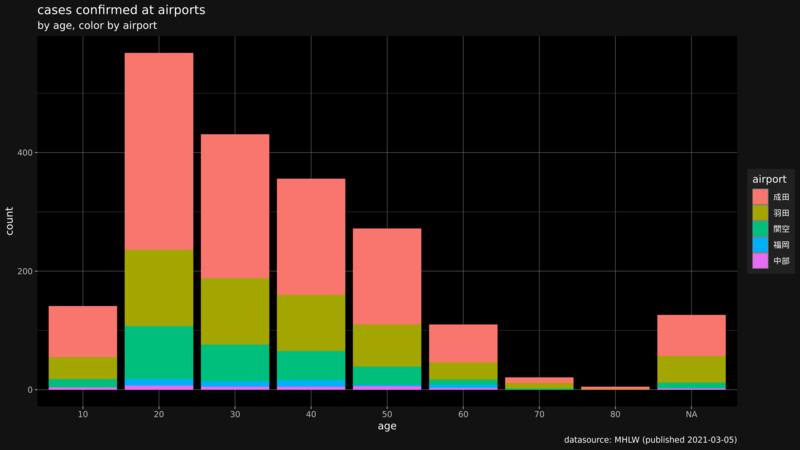 cases confirmed at airports
by age, color by airport
count
400
200
0
10 20 30 40 50 60 70 80 NA
age
airport
成田
羽田
関空
福岡
中部
datasource: MHLW (published 2021-03-05)